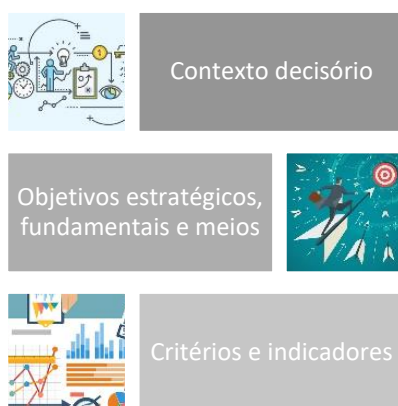 Contexto decisório
Objetivos estratégicos,
fundamentais e meios
Critérios e indicadores